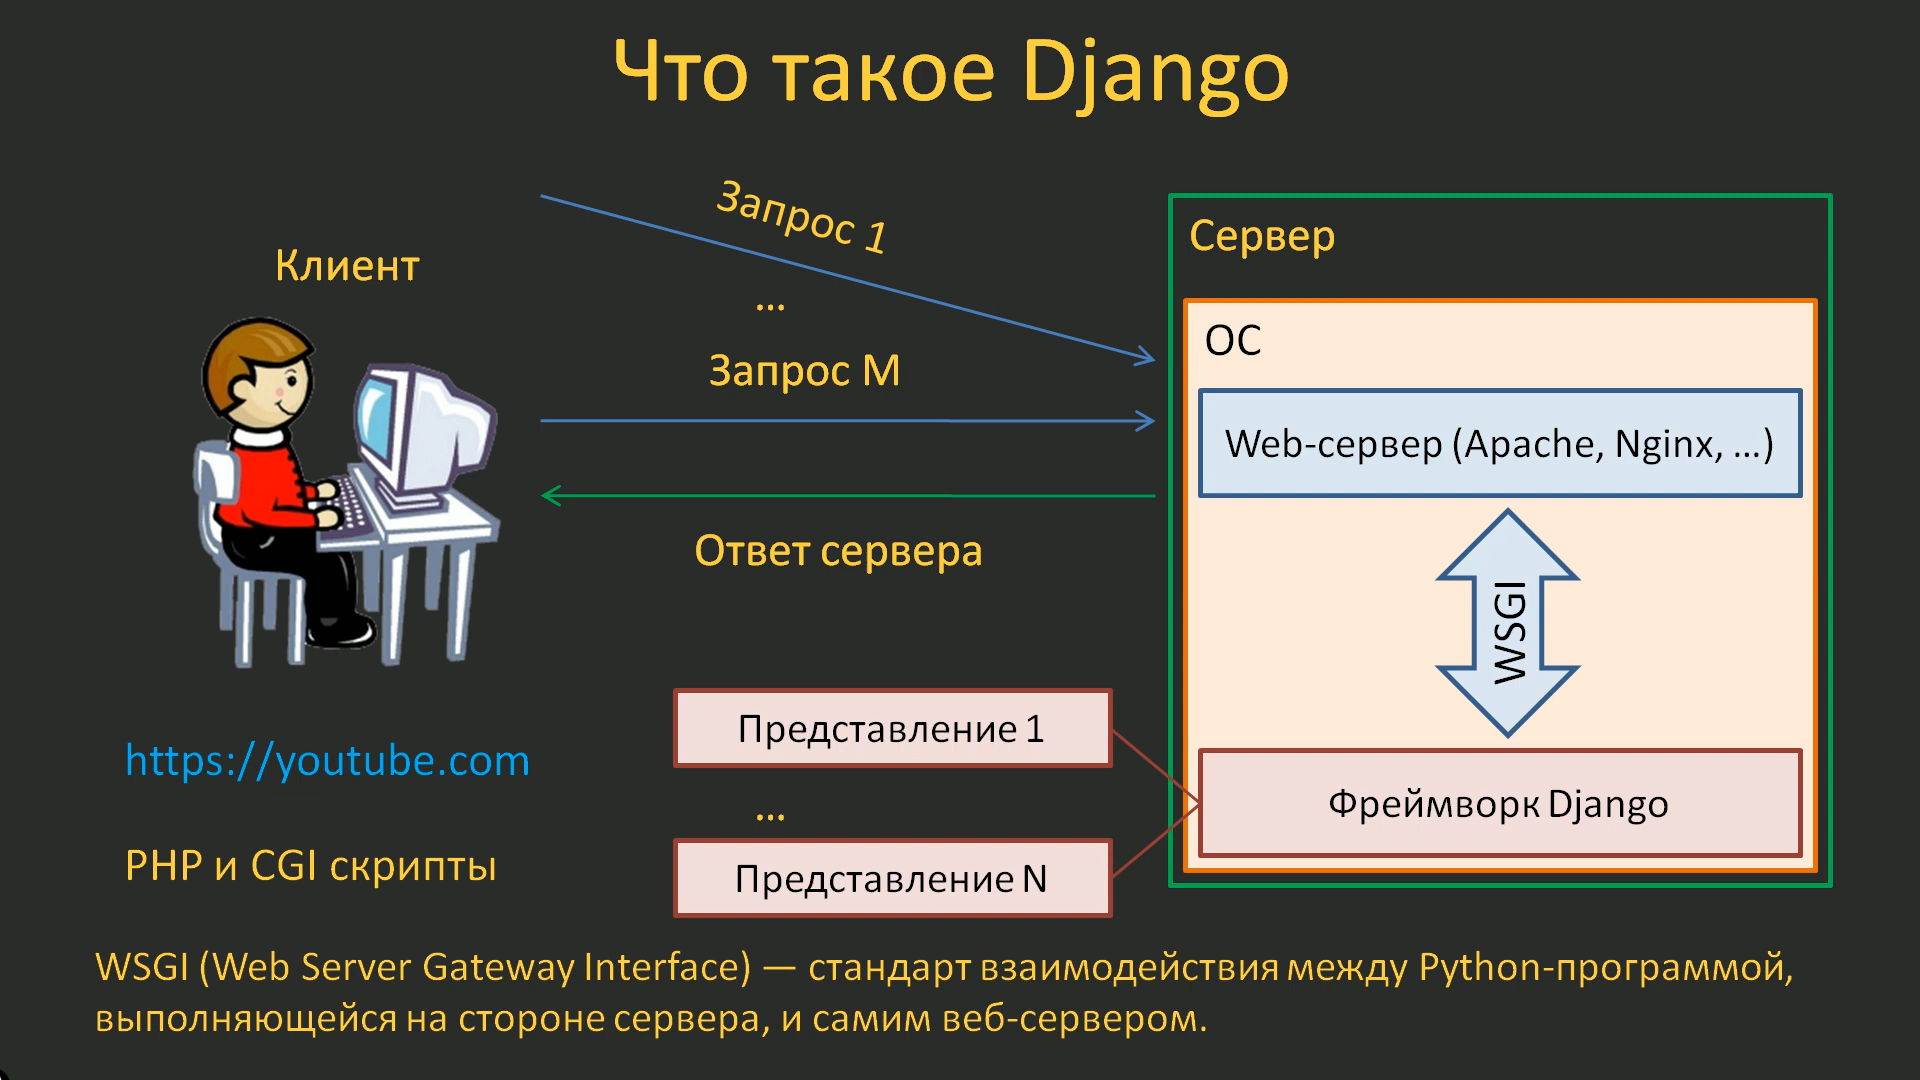 Что такое Django
Запрос 1
...
Запрос M
Ответ сервера
Клиент
https://youtube.com
PHP и CGI скрипты
Сервер
ОС
Web-сервер (Apache, Nginx, ...)
WSGI
Фреймворк Django
Представление 1
...
Представление N
WSGI (Web Server Gateway Interface) — стандарт взаимодействия между Python-программой,
выполняющейся на стороне сервера, и самим веб-сервером.